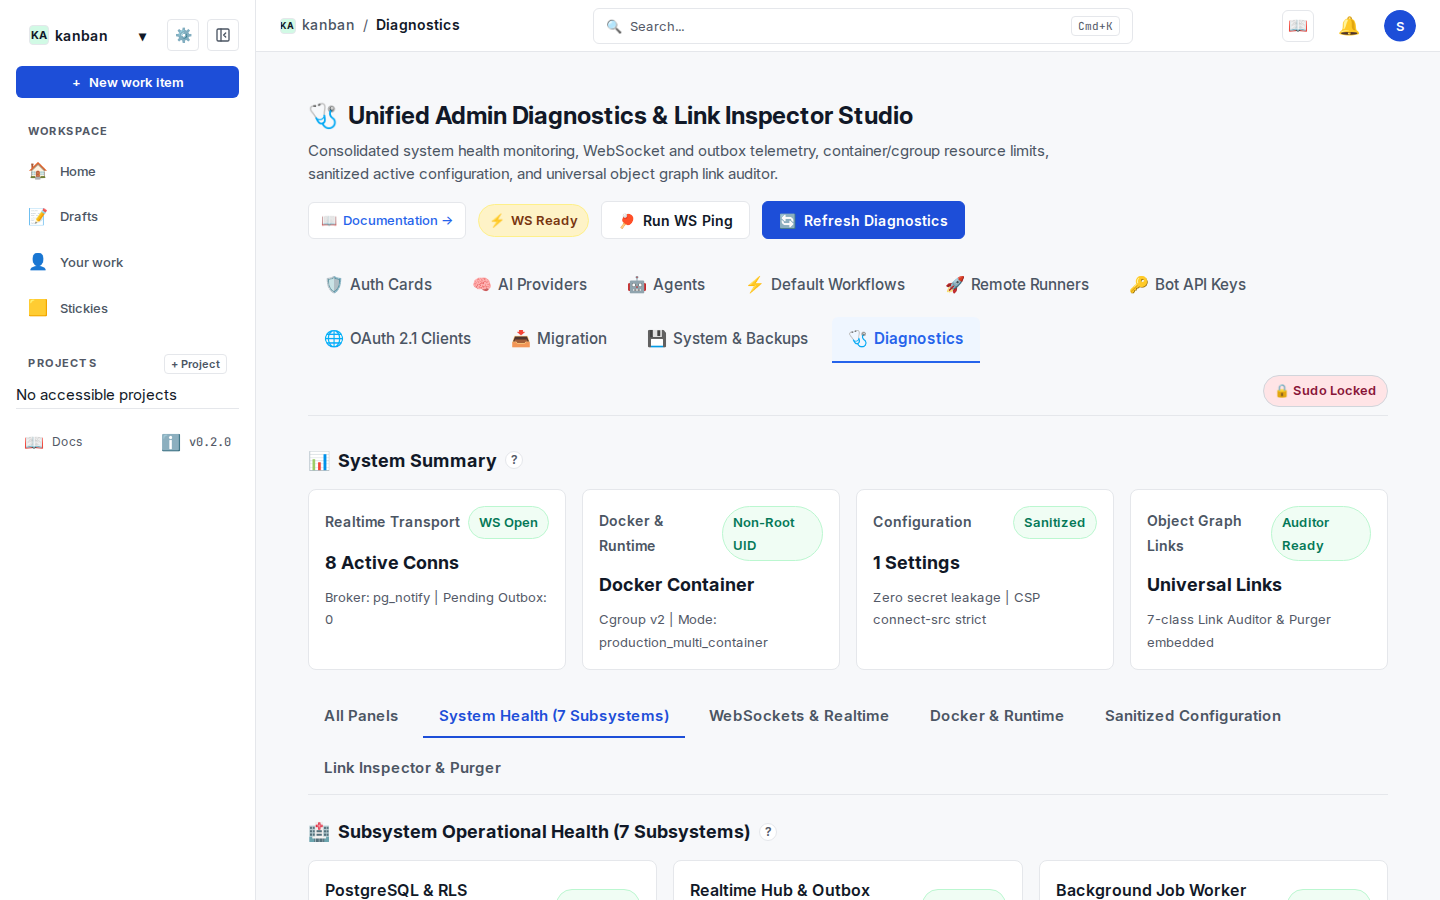 KA kanban ▼
+ New work item
WORKSPACE
Home
Drafts
Your work
Stickies
PROJECTS + Project
No accessible projects
Docs v0.2.0
KA kanban / Diagnostics
Search... Cmd+K
S
Unified Admin Diagnostics & Link Inspector Studio
Consolidated system health monitoring, WebSocket and outbox telemetry, container/cgroup resource limits,
sanitized active configuration, and universal object graph link auditor.
Documentation → WS Ready Run WS Ping Refresh Diagnostics
Auth Cards AI Providers Agents Default Workflows Remote Runners Bot API Keys
OAuth 2.1 Clients Migration System & Backups Diagnostics
Sudo Locked
System Summary ?
Realtime Transport WS Open
8 Active Conns
Broker: pg_notify | Pending Outbox:
0
Docker &
Runtime
Non-Root
UID
Docker Container
Cgroup v2 | Mode:
production_multi_container
Configuration Sanitized
1 Settings
Zero secret leakage | CSP
connect-src strict
Object Graph
Links
Auditor
Ready
Universal Links
7-class Link Auditor & Purger
embedded
All Panels System Health (7 Subsystems) WebSockets & Realtime Docker & Runtime Sanitized Configuration
Link Inspector & Purger
Subsystem Operational Health (7 Subsystems) ?
PostgreSQL & RLS Realtime Hub & Outbox Background Job Worker